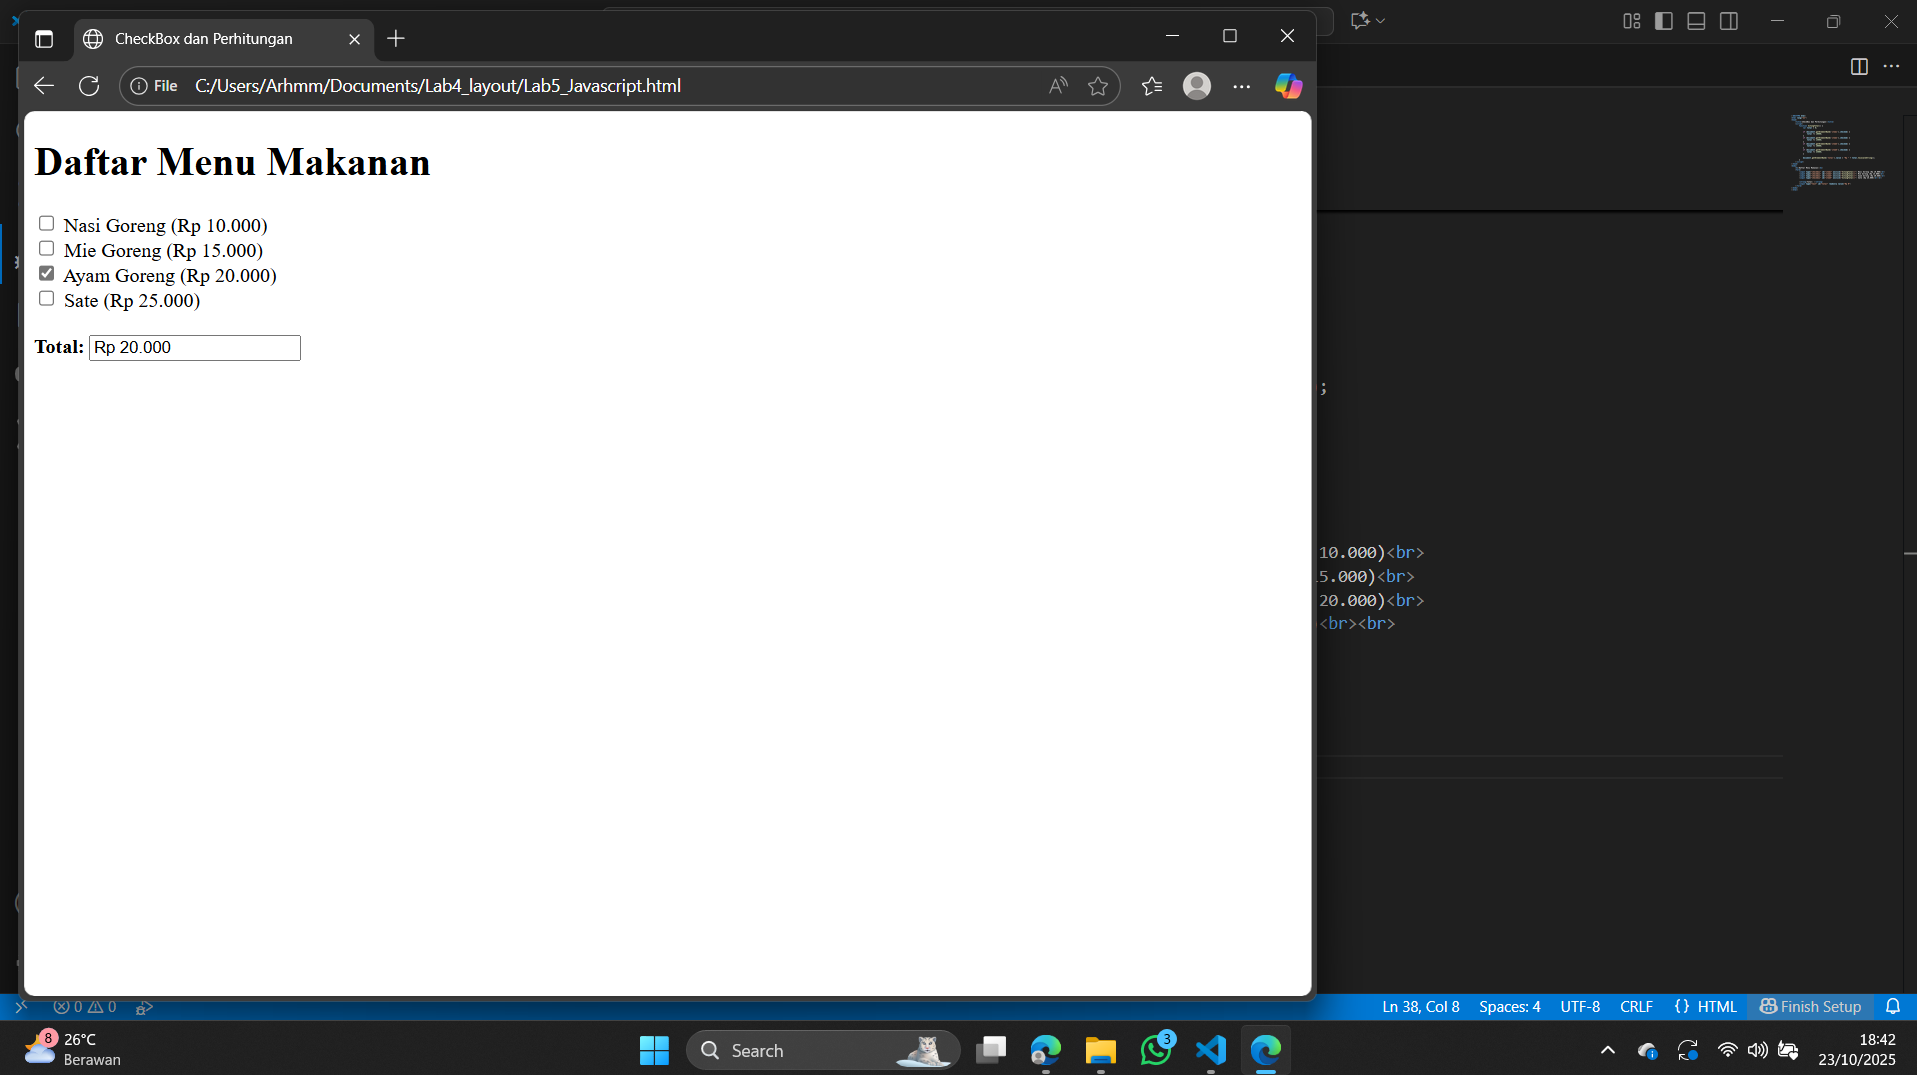 CheckBox dan Perhitungan
File C:/Users/Arhmm/Documents/Lab4_layout/Lab5_Javascript.html
Daftar Menu Makanan
Nasi Goreng (Rp 10.000)
Mie Goreng (Rp 15.000)
Ayam Goreng (Rp 20.000)
Sate (Rp 25.000)
Total: Rp 20.000
;
10.000)<br>
5.000)<br>
20.000)<br>
<br><br>
0 0 Ln 38, Col 8 Spaces: 4 UTF-8 CRLF {} HTML Finish Setup
8 26°C
Berawan
Search
3
18:42
23/10/2025